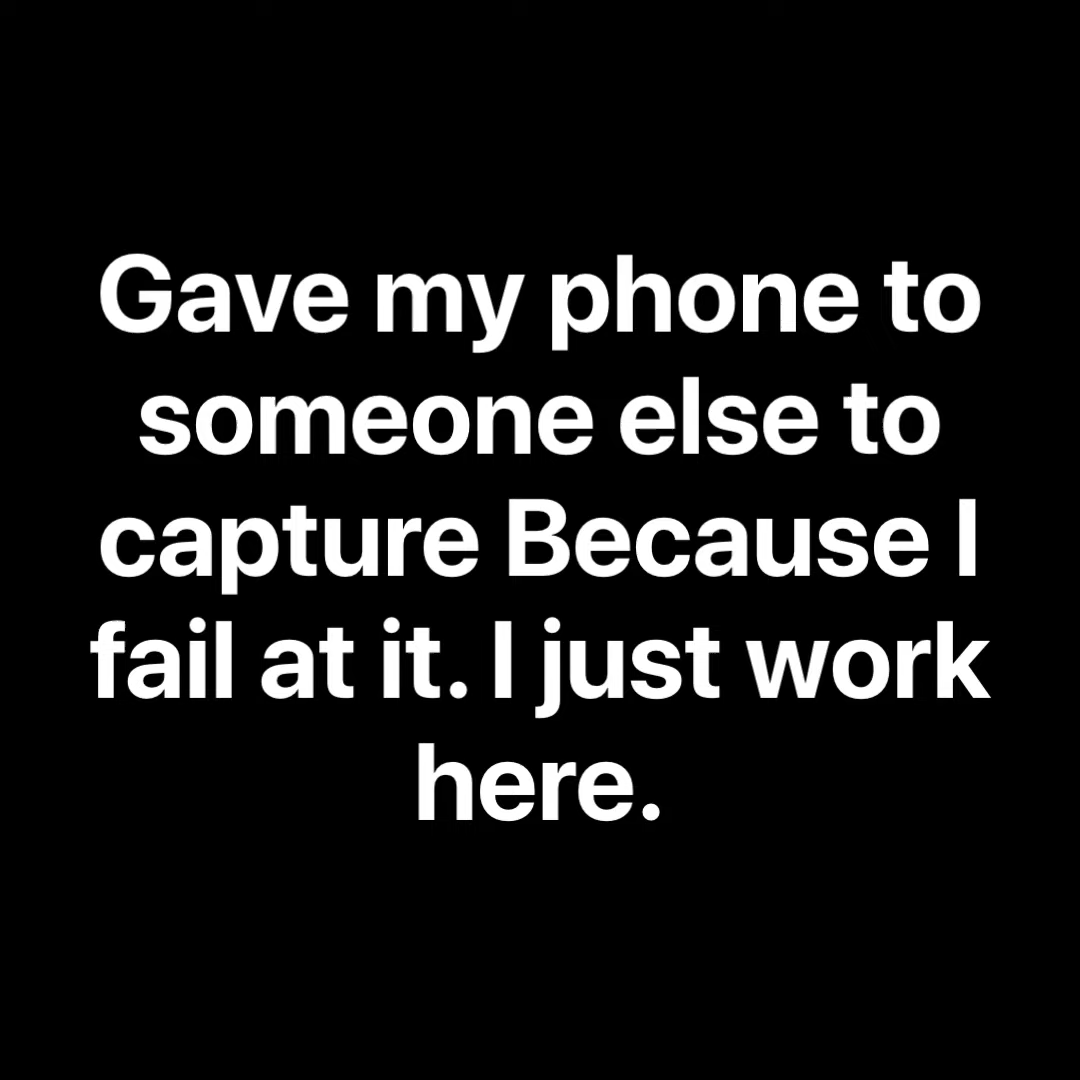 Gave my phone to
someone else to
capture Because I
fail at it. I just work
here.